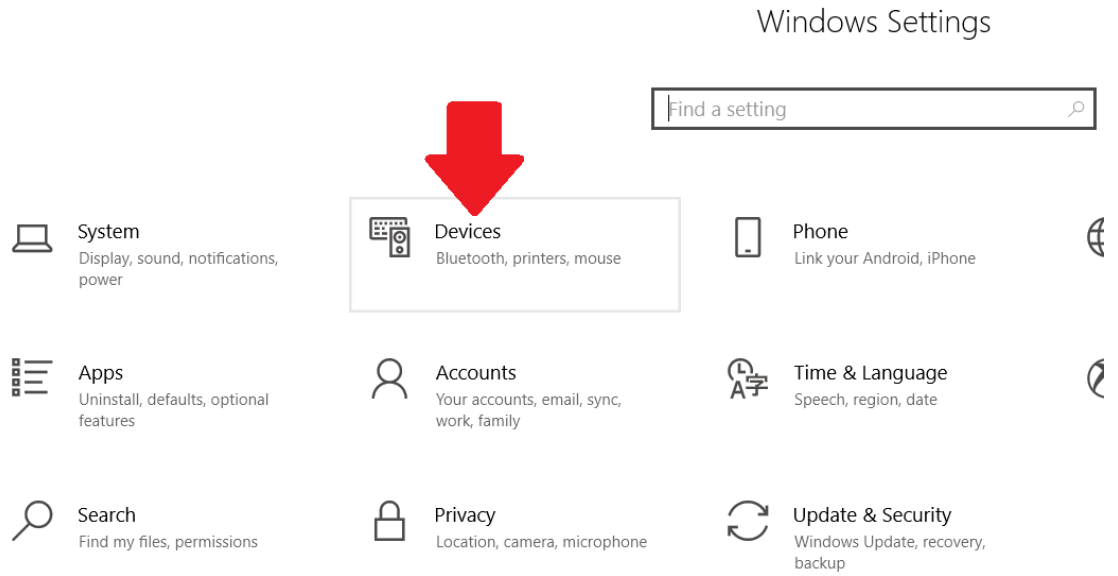 Windows Settings
Find a setting
System
Display, sound, notifications,
power
Devices
Bluetooth, printers, mouse
Phone
Link your Android, iPhone
Apps
Uninstall, defaults, optional
features
Accounts
Your accounts, email, sync,
work, family
Time & Language
Speech, region, date
Search
Find my files, permissions
Privacy
Location, camera, microphone
Update & Security
Windows Update, recovery,
backup